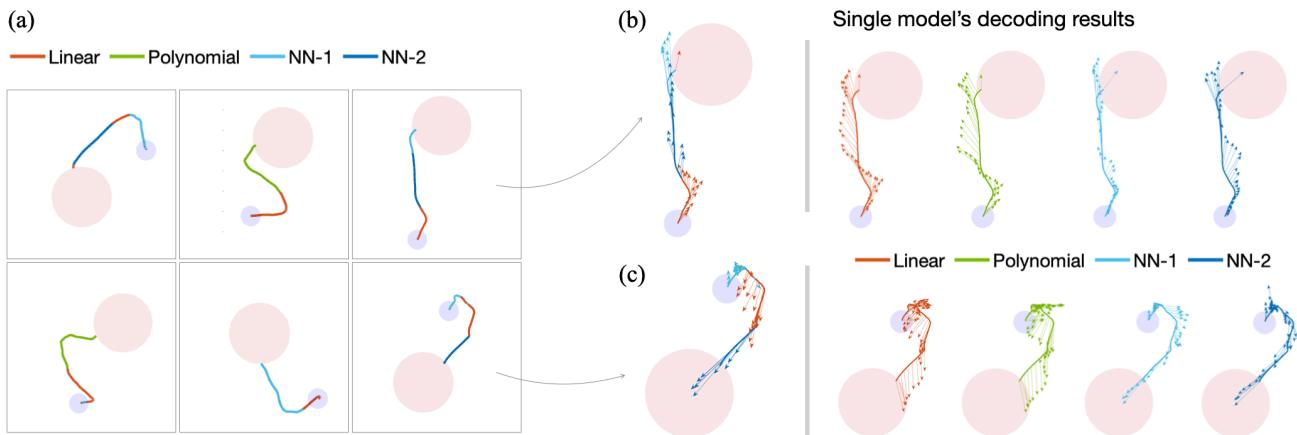 (a)
Linear Polynomial NN-1 NN-2
(b)
Single model's decoding results
(c)
Linear Polynomial NN-1 NN-2